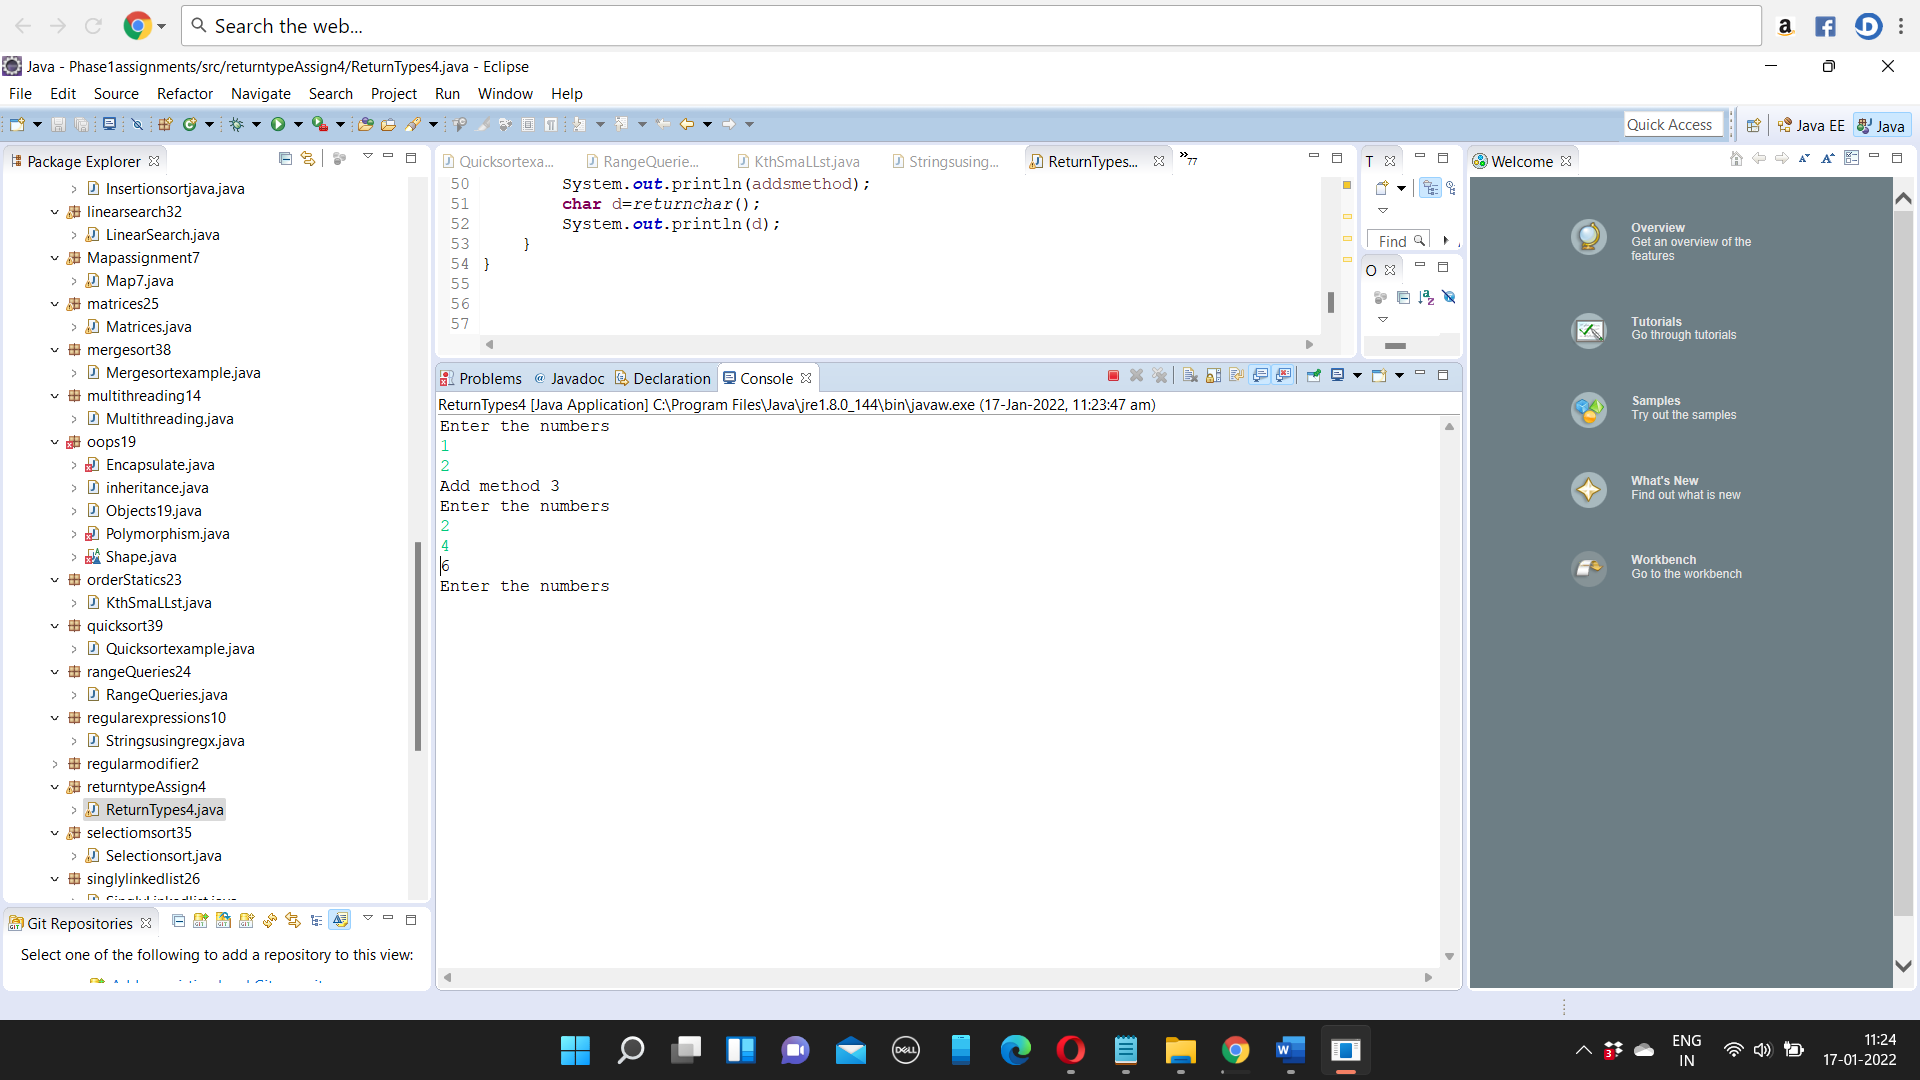 Search the web...
Java - Phase1assignments/src/returntypeAssign4/ReturnTypes4.java - Eclipse
File Edit Source Refactor Navigate Search Project Run Window Help
Quick Access Java EE Java
Package Explorer
Insertionsortjava.java
linearsearch32
LinearSearch.java
Mapassignment7
Map7.java
matrices25
Matrices.java
mergesort38
Mergesortexample.java
multithreading14
Multithreading.java
oops19
Encapsulate.java
inheritance.java
Objects19.java
Polymorphism.java
Shape.java
orderStatics23
KthSmaLLst.java
quicksort39
Quicksortexample.java
rangeQueries24
RangeQueries.java
regularexpressions10
Stringsusingregx.java
regularmodifier2
returntypeAssign4
ReturnTypes4.java
selectiomsort35
Selectionsort.java
singlylinkedlist26
Git Repositories
Select one of the following to add a repository to this view:
Quicksortexa... RangeQuerie... KthSmaLLst.java Stringsusing... ReturnTypes... »77
50 System.out.println(addsmethod);
51 char d=returnchar();
52 System.out.println(d);
53 }
54 }
55
56
57
T
Find
O
Problems Javadoc Declaration Console
ReturnTypes4 [Java Application] C:\Program Files\Java\jre1.8.0_144\bin\javaw.exe (17-Jan-2022, 11:23:47 am)
Enter the numbers
1
2
Add method 3
Enter the numbers
2
4
6
Enter the numbers
Welcome
Overview
Get an overview of the
features
Tutorials
Go through tutorials
Samples
Try out the samples
What's New
Find out what is new
Workbench
Go to the workbench
DELL
ENG
IN
11:24
17-01-2022